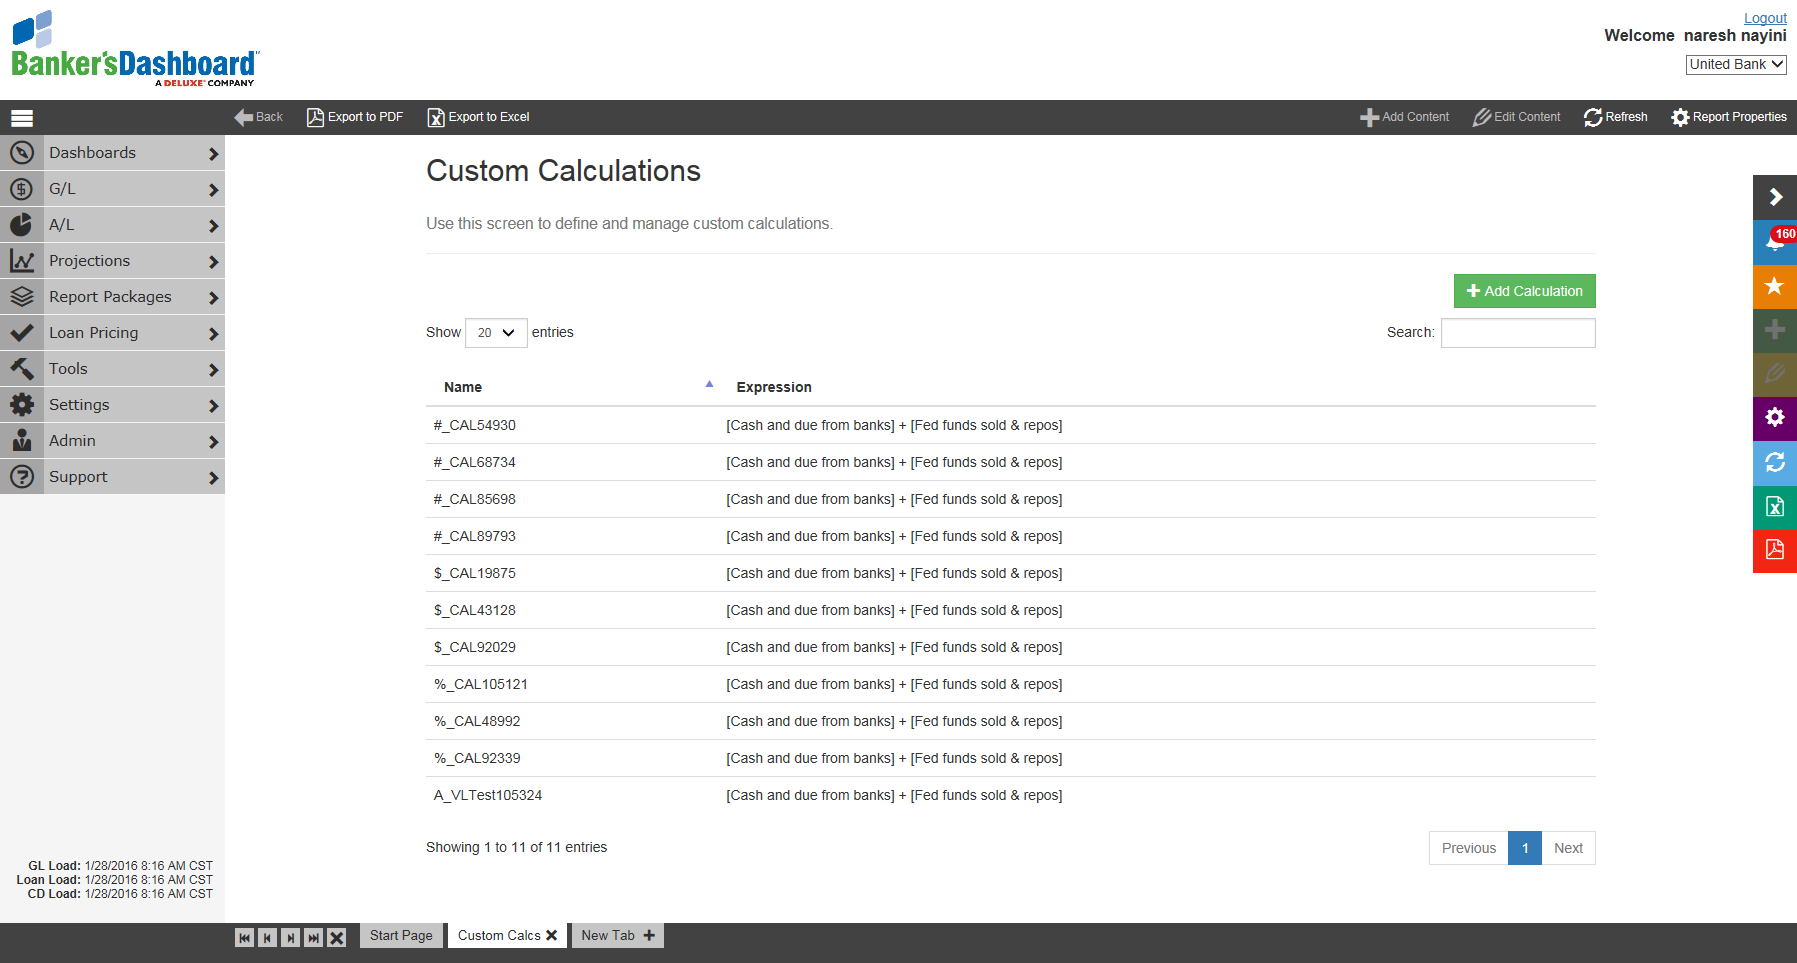 Logout
Welcome naresh nayini
United Bank
Banker'sDashboard
A DELUXE COMPANY
Back
Export to PDF
Export to Excel
Add Content
Edit Content
Refresh
Report Properties
Dashboards
G/L
A/L
Projections
Report Packages
Loan Pricing
Tools
Settings
Admin
Support
Custom Calculations
Use this screen to define and manage custom calculations.
160
Add Calculation
Show 20 entries
Search:
Name Expression
#_CAL54930 [Cash and due from banks] + [Fed funds sold & repos]
#_CAL68734 [Cash and due from banks] + [Fed funds sold & repos]
#_CAL85698 [Cash and due from banks] + [Fed funds sold & repos]
#_CAL89793 [Cash and due from banks] + [Fed funds sold & repos]
$_CAL19875 [Cash and due from banks] + [Fed funds sold & repos]
$_CAL43128 [Cash and due from banks] + [Fed funds sold & repos]
$_CAL92029 [Cash and due from banks] + [Fed funds sold & repos]
%_CAL105121 [Cash and due from banks] + [Fed funds sold & repos]
%_CAL48992 [Cash and due from banks] + [Fed funds sold & repos]
%_CAL92339 [Cash and due from banks] + [Fed funds sold & repos]
A_VLTest105324 [Cash and due from banks] + [Fed funds sold & repos]
Showing 1 to 11 of 11 entries
Previous 1 Next
GL Load: 1/28/2016 8:16 AM CST
Loan Load: 1/28/2016 8:16 AM CST
CD Load: 1/28/2016 8:16 AM CST
Start Page
Custom Calcs
New Tab